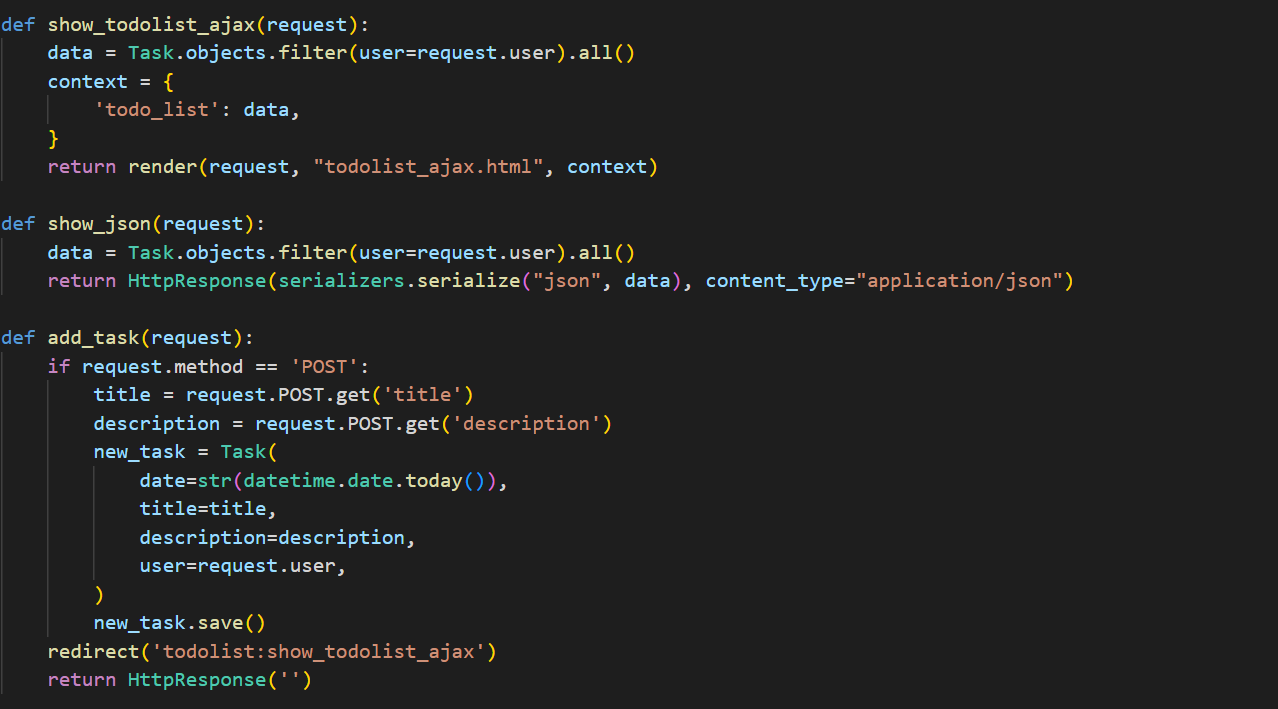 def show_todolist_ajax(request):
    data = Task.objects.filter(user=request.user).all()
    context = {
        'todo_list': data,
    }
    return render(request, "todolist_ajax.html", context)

def show_json(request):
    data = Task.objects.filter(user=request.user).all()
    return HttpResponse(serializers.serialize("json", data), content_type="application/json")

def add_task(request):
    if request.method == 'POST':
        title = request.POST.get('title')
        description = request.POST.get('description')
        new_task = Task(
            date=str(datetime.date.today()),
            title=title,
            description=description,
            user=request.user,
        )
        new_task.save()
    redirect('todolist:show_todolist_ajax')
    return HttpResponse('')